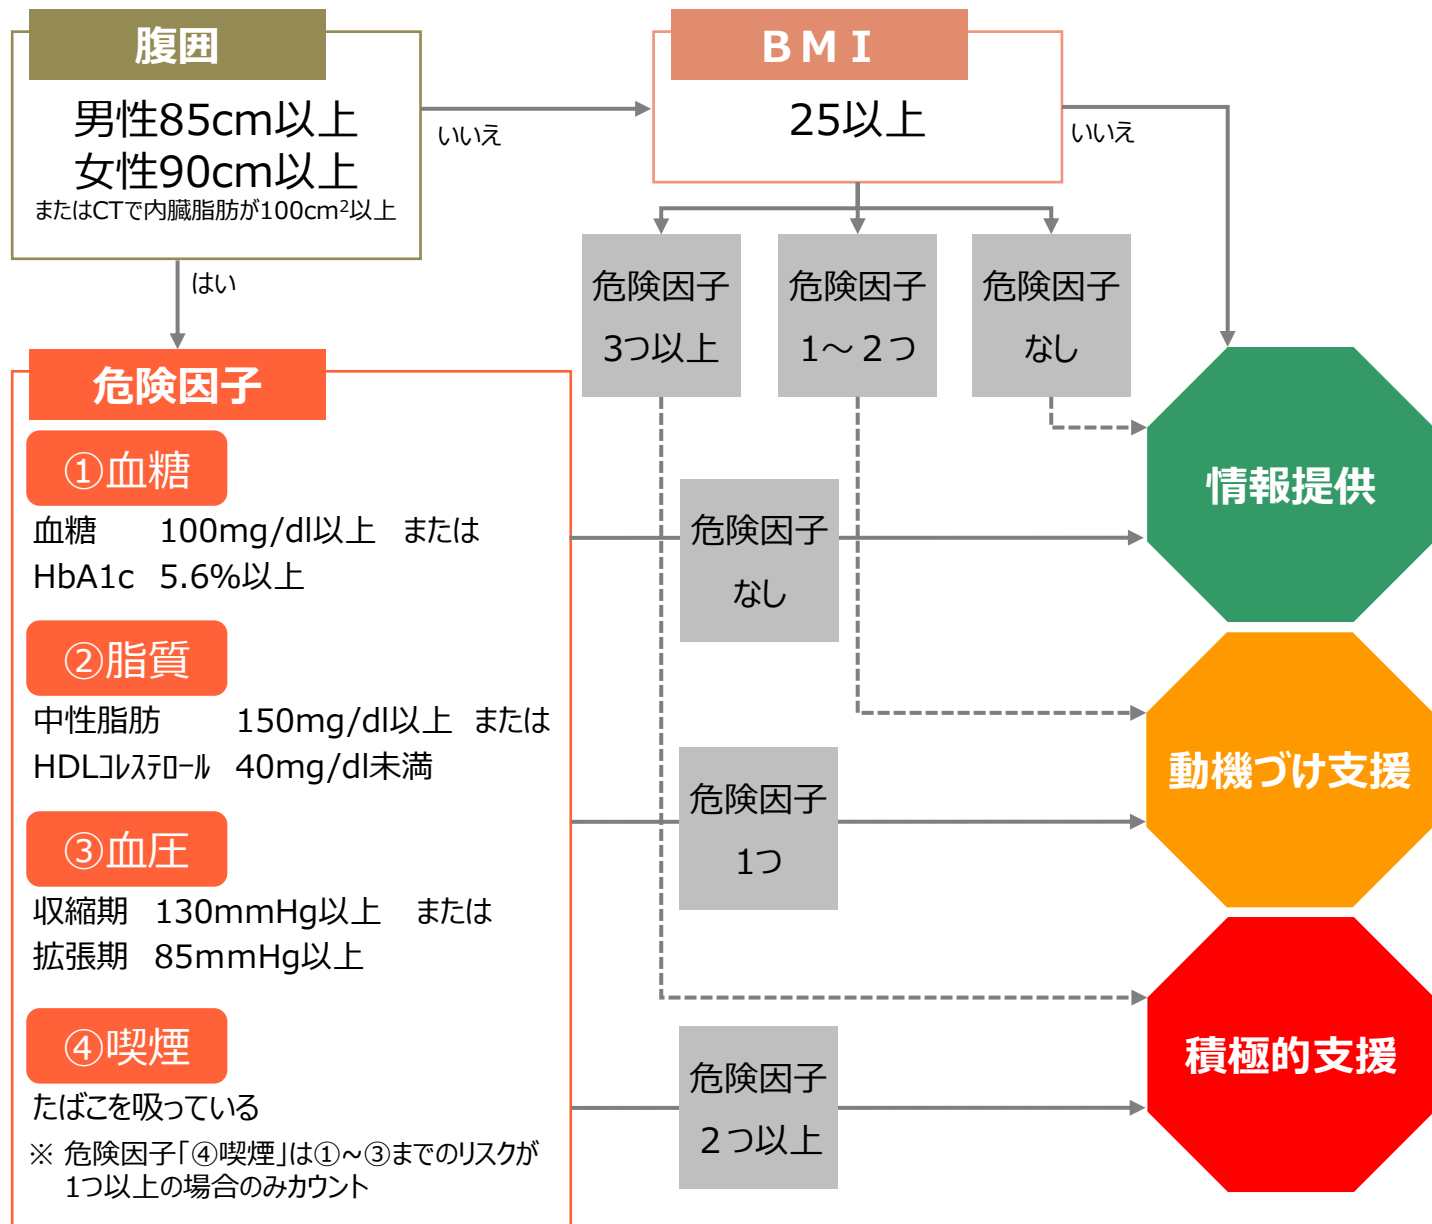 腹囲
男性85cm以上
女性90cm以上
またはCTで内臓脂肪が100cm²以上
いいえ
はい
BMI
25以上
いいえ
危険因子
3つ以上
危険因子
1～2つ
危険因子
なし
危険因子
①血糖
血糖 100mg/dl以上 または
HbA1c 5.6%以上
②脂質
中性脂肪 150mg/dl以上 または
HDLｺﾚｽﾃﾛｰﾙ 40mg/dl未満
③血圧
収縮期 130mmHg以上 または
拡張期 85mmHg以上
④喫煙
たばこを吸っている
※ 危険因子「④喫煙」は①~③までのリスクが
1つ以上の場合のみカウント
危険因子
なし
危険因子
1つ
危険因子
2つ以上
情報提供
動機づけ支援
積極的支援